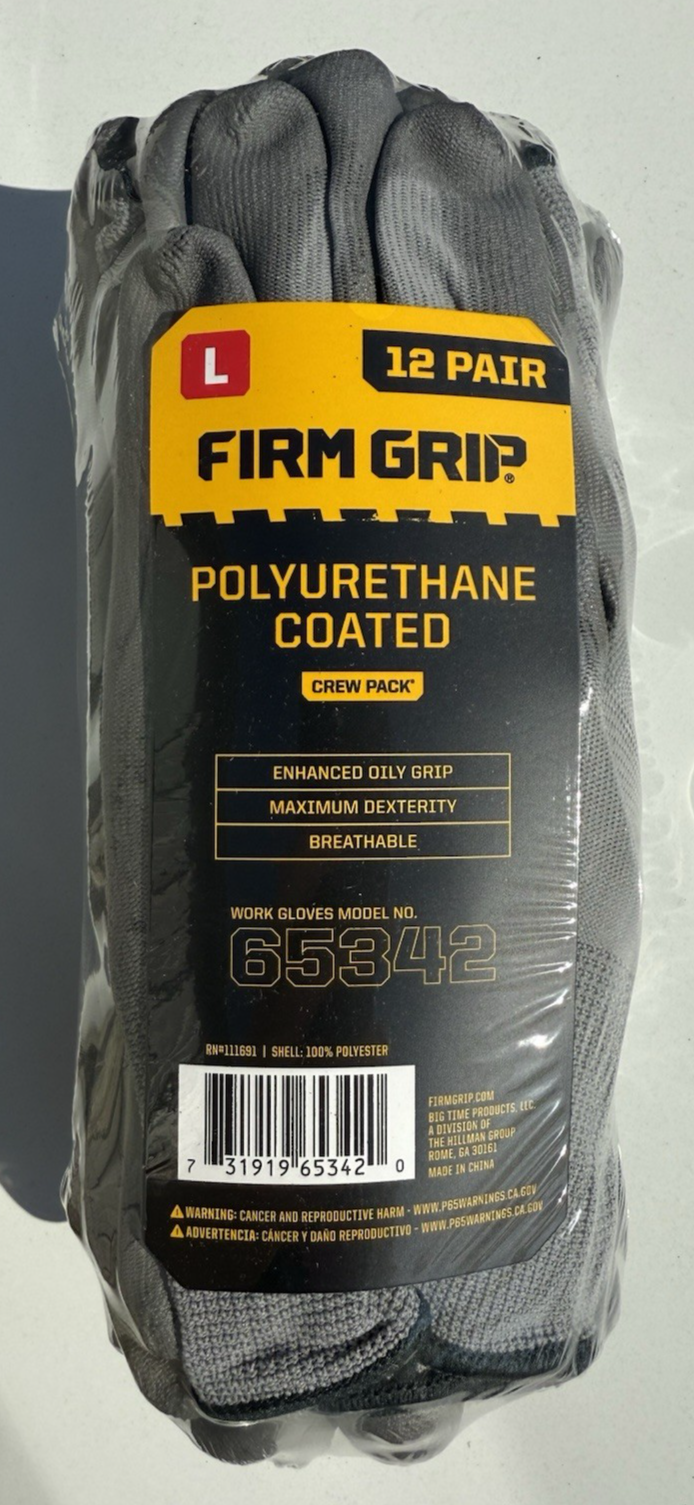 L
12 PAIR
FIRM GRIP®
POLYURETHANE
COATED
CREW PACK®
ENHANCED OILY GRIP
MAXIMUM DEXTERITY
BREATHABLE
WORK GLOVES MODEL NO.
65342
RN#111691 | SHELL: 100% POLYESTER
7 31919 65342 0
FIRMGRIP.COM
BIG TIME PRODUCTS, LLC.
A DIVISION OF
THE HILLMAN GROUP
ROME, GA 30161
MADE IN CHINA
⚠WARNING: CANCER AND REPRODUCTIVE HARM - WWW.P65WARNINGS.CA.GOV
⚠ADVERTENCIA: CÁNCER Y DAÑO REPRODUCTIVO - WWW.P65WARNINGS.CA.GOV